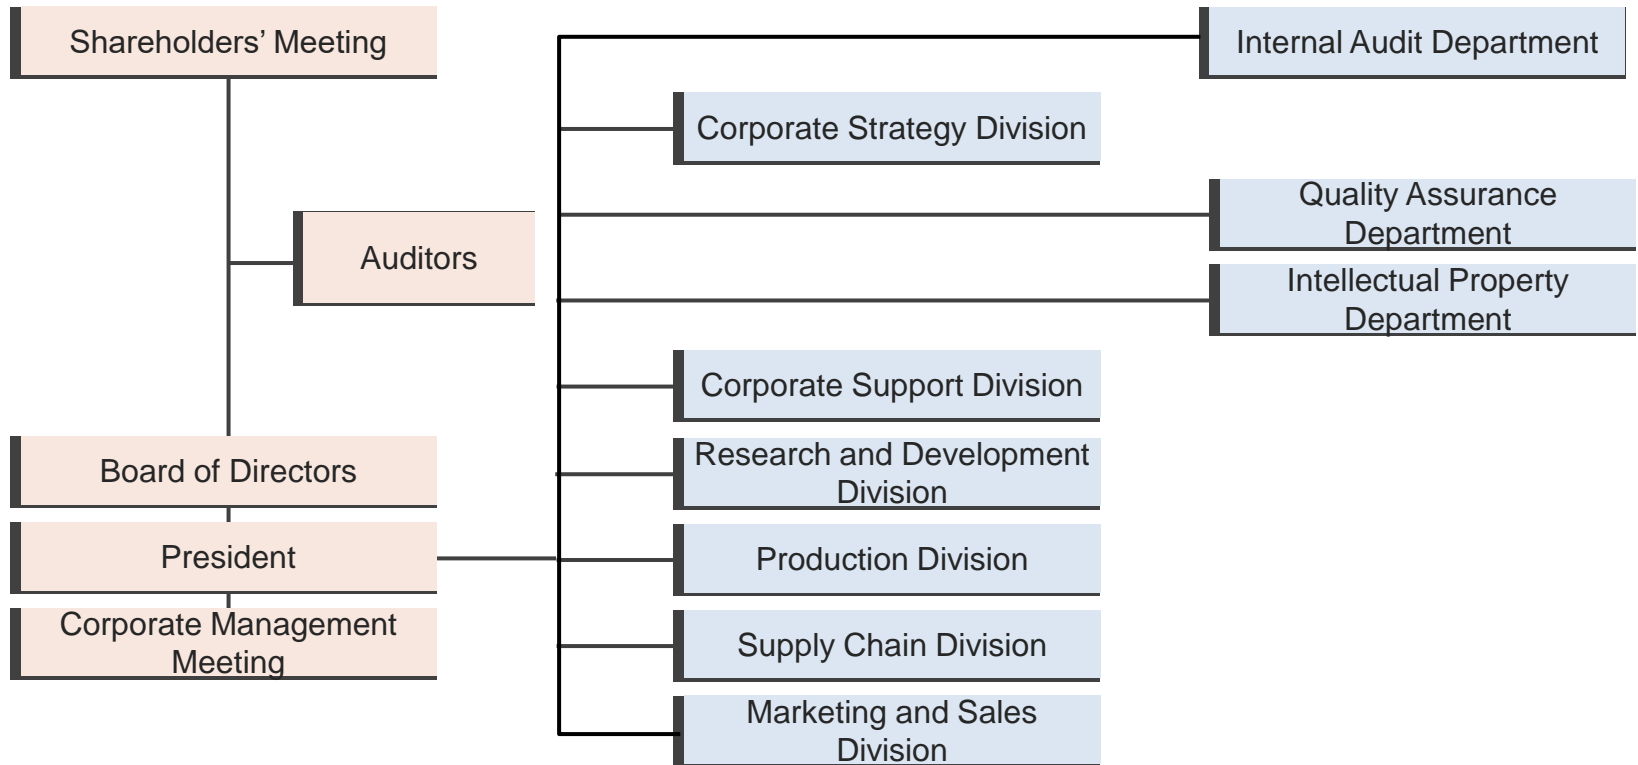 Shareholders’ Meeting
Internal Audit Department
Corporate Strategy Division
Quality Assurance
Department
Auditors
Intellectual Property
Department
Corporate Support Division
Board of Directors
Research and Development
Division
President
Production Division
Corporate Management
Meeting
Supply Chain Division
Marketing and Sales
Division